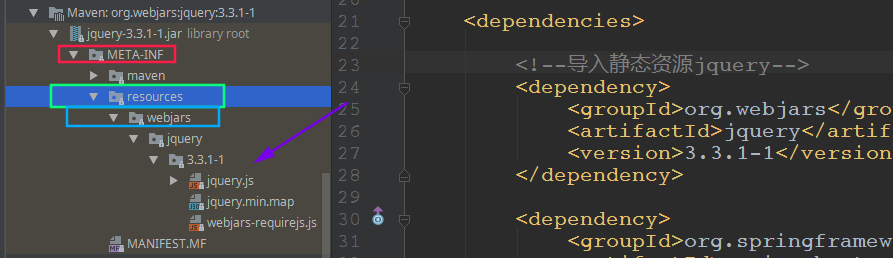 Maven: org.webjars:jquery:3.3.1-1
jquery-3.3.1-1.jar library root
META-INF
maven
resources
webjars
jquery
3.3.1-1
jquery.js
jquery.min.map
webjars-requirejs.js
MANIFEST.MF
21 <dependencies>
22
23 <!--导入静态资源jquery-->
24 <dependency>
25 <groupId>org.webjars</gro
26 <artifactId>jquery</artif
27 <version>3.3.1-1</version
28 </dependency>
29
30 <dependency>
31 <groupId>org.springframew